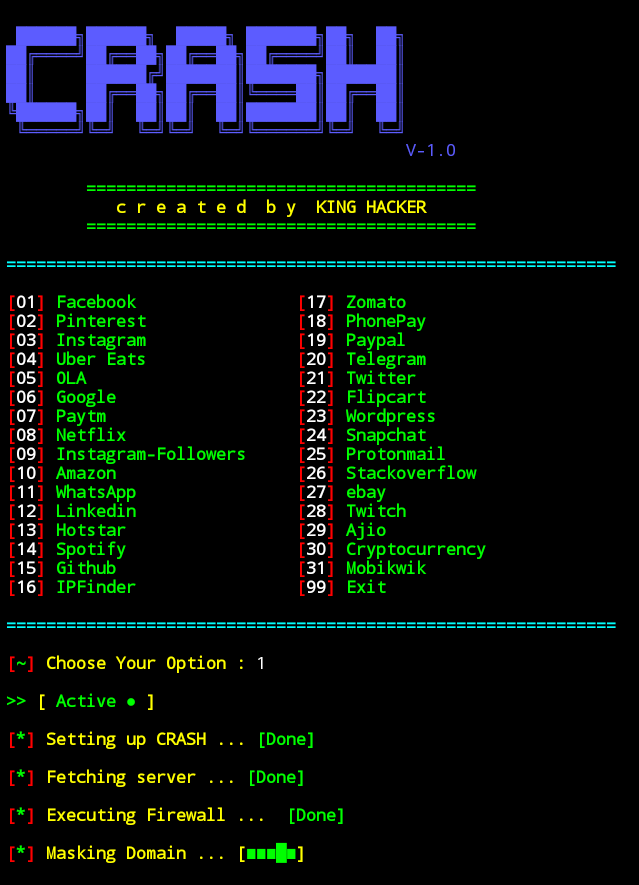 CRASH
V-1.0
=======================================
c r e a t e d  b y  KING HACKER
=======================================
=============================================================
[01] Facebook [17] Zomato
[02] Pinterest [18] PhonePay
[03] Instagram [19] Paypal
[04] Uber Eats [20] Telegram
[05] OLA [21] Twitter
[06] Google [22] Flipcart
[07] Paytm [23] Wordpress
[08] Netflix [24] Snapchat
[09] Instagram-Followers [25] Protonmail
[10] Amazon [26] Stackoverflow
[11] WhatsApp [27] ebay
[12] Linkedin [28] Twitch
[13] Hotstar [29] Ajio
[14] Spotify [30] Cryptocurrency
[15] Github [31] Mobikwik
[16] IPFinder [99] Exit
=============================================================
[~] Choose Your Option : 1
>> [ Active ● ]
[*] Setting up CRASH ... [Done]
[*] Fetching server ... [Done]
[*] Executing Firewall ...  [Done]
[*] Masking Domain ... [■■■█■]